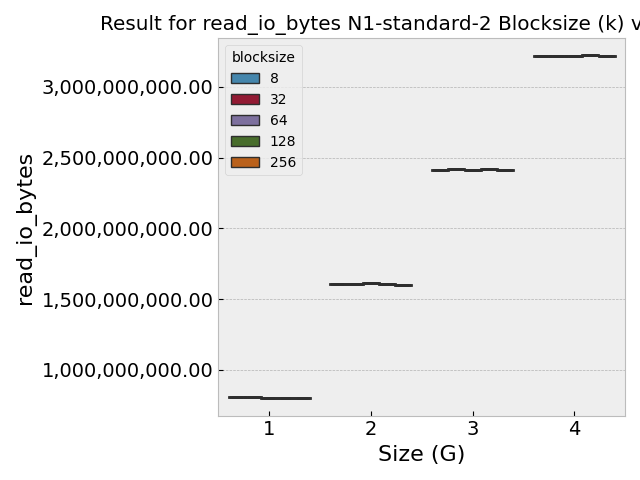 Result for read_io_bytes N1-standard-2 Blocksize (k) v
blocksize
8
32
64
128
256
3,000,000,000.00
2,500,000,000.00
2,000,000,000.00
1,500,000,000.00
1,000,000,000.00
read_io_bytes
1 2 3 4
Size (G)